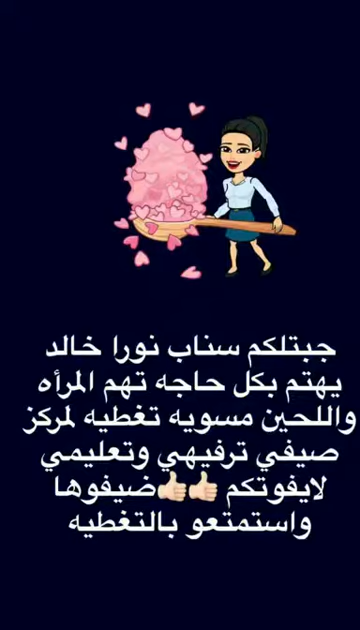 جبتلكم سناب نورا خالد
يهتم بكل حاجه تهم المرأه
واللحين مسويه تغطيه لمركز
صيفي ترفيهي وتعليمي
لايفوتكم 👍🏻👍🏻ضيفوها
واستمتعو بالتغطيه